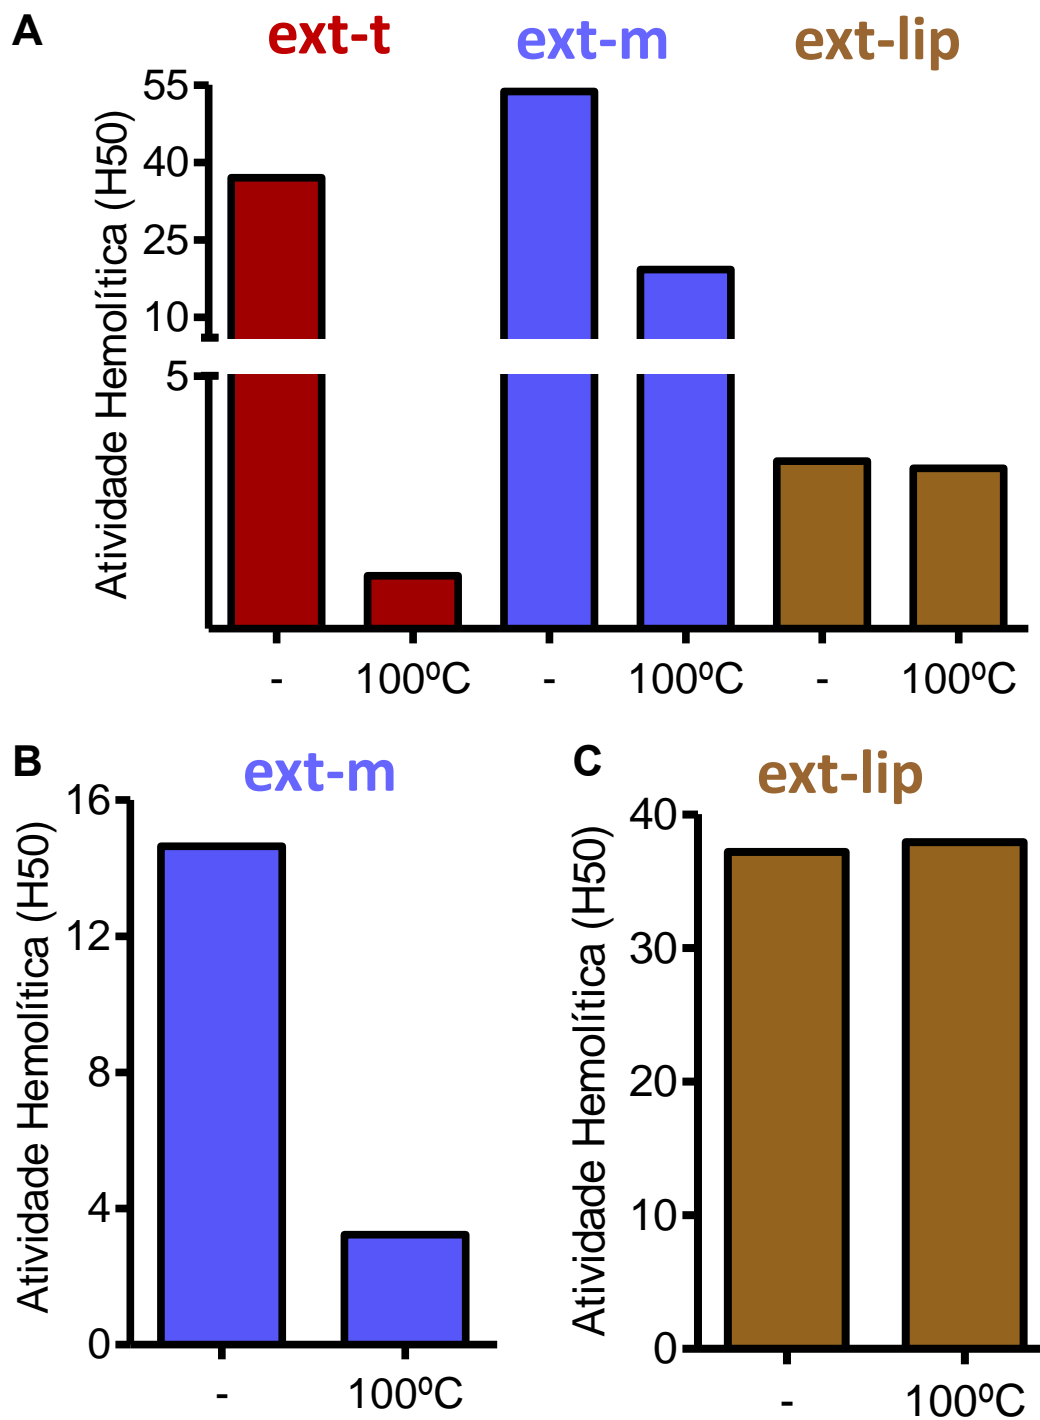 A
ext-t ext-m ext-lip
Atividade Hemolítica (H50)
55
40
25
10
5
- 100ºC - 100ºC - 100ºC
B
ext-m
Atividade Hemolítica (H50)
16
12
8
4
0
- 100ºC
C
ext-lip
Atividade Hemolítica (H50)
40
30
20
10
0
- 100ºC